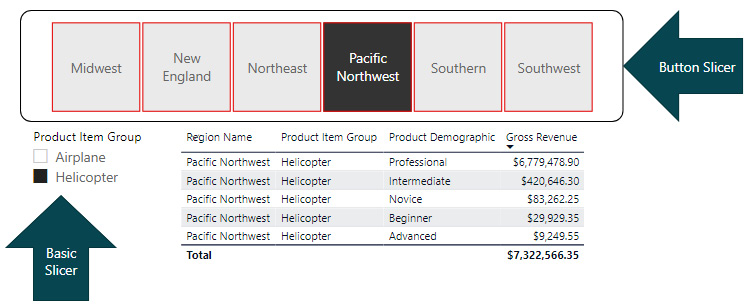 Midwest
New
England
Northeast
Pacific
Northwest
Southern
Southwest
Button Slicer
Product Item Group
Airplane
Helicopter
Basic
Slicer
Region Name Product Item Group Product Demographic Gross Revenue
Pacific Northwest Helicopter Professional $6,779,478.90
Pacific Northwest Helicopter Intermediate $420,646.30
Pacific Northwest Helicopter Novice $83,262.25
Pacific Northwest Helicopter Beginner $29,929.35
Pacific Northwest Helicopter Advanced $9,249.55
Total $7,322,566.35